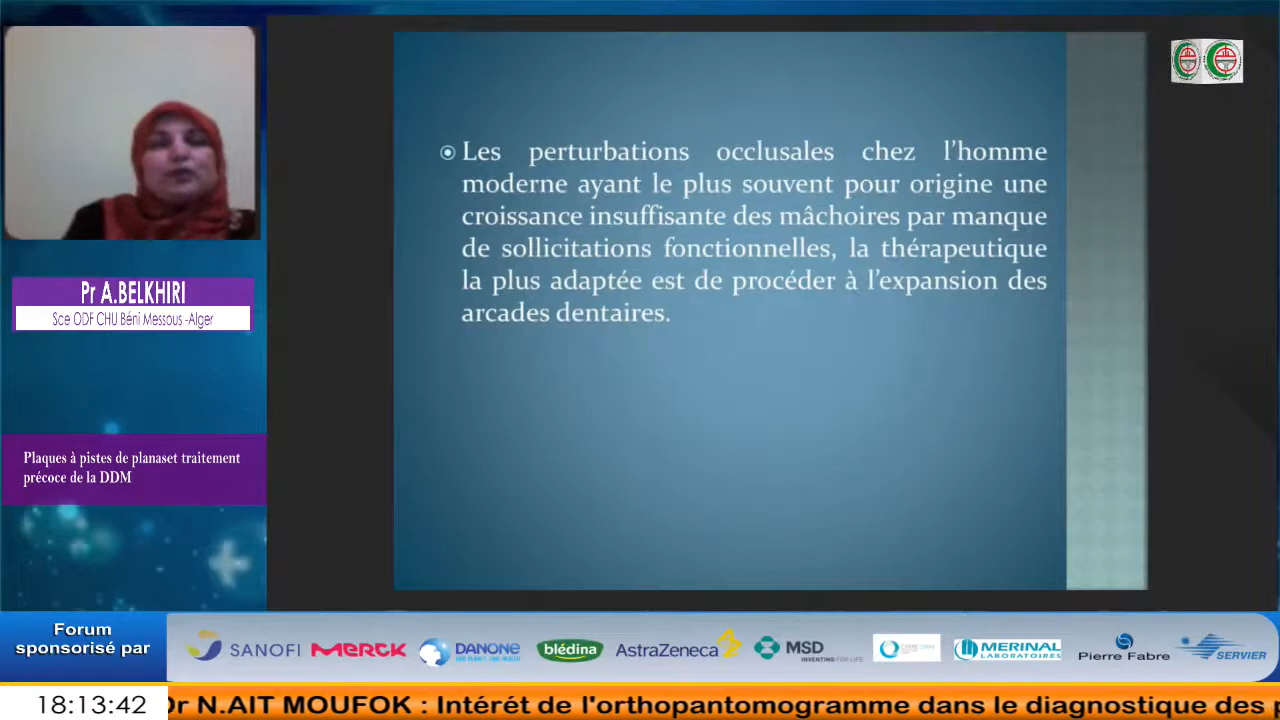 Les perturbations occlusales chez l'homme
moderne ayant le plus souvent pour origine une
croissance insuffisante des mâchoires par manque
de sollicitations fonctionnelles, la thérapeutique
la plus adaptée est de procéder à l'expansion des
arcades dentaires.
Pr A.BELKHIRI
Sce ODF CHU Béni Messous -Alger
Plaques à pistes de planaset traitement
précoce de la DDM
Forum
sponsorisé par
SANOFI
MERCK
DANONE
blédina
AstraZeneca
MSD
INVENTING FOR LIFE
MERINAL
LABORATOIRES
Pierre Fabre
SERVIER
18:13:42
Dr N.AIT MOUFOK : Intérêt de l'orthopantomogramme dans le diagnostique des